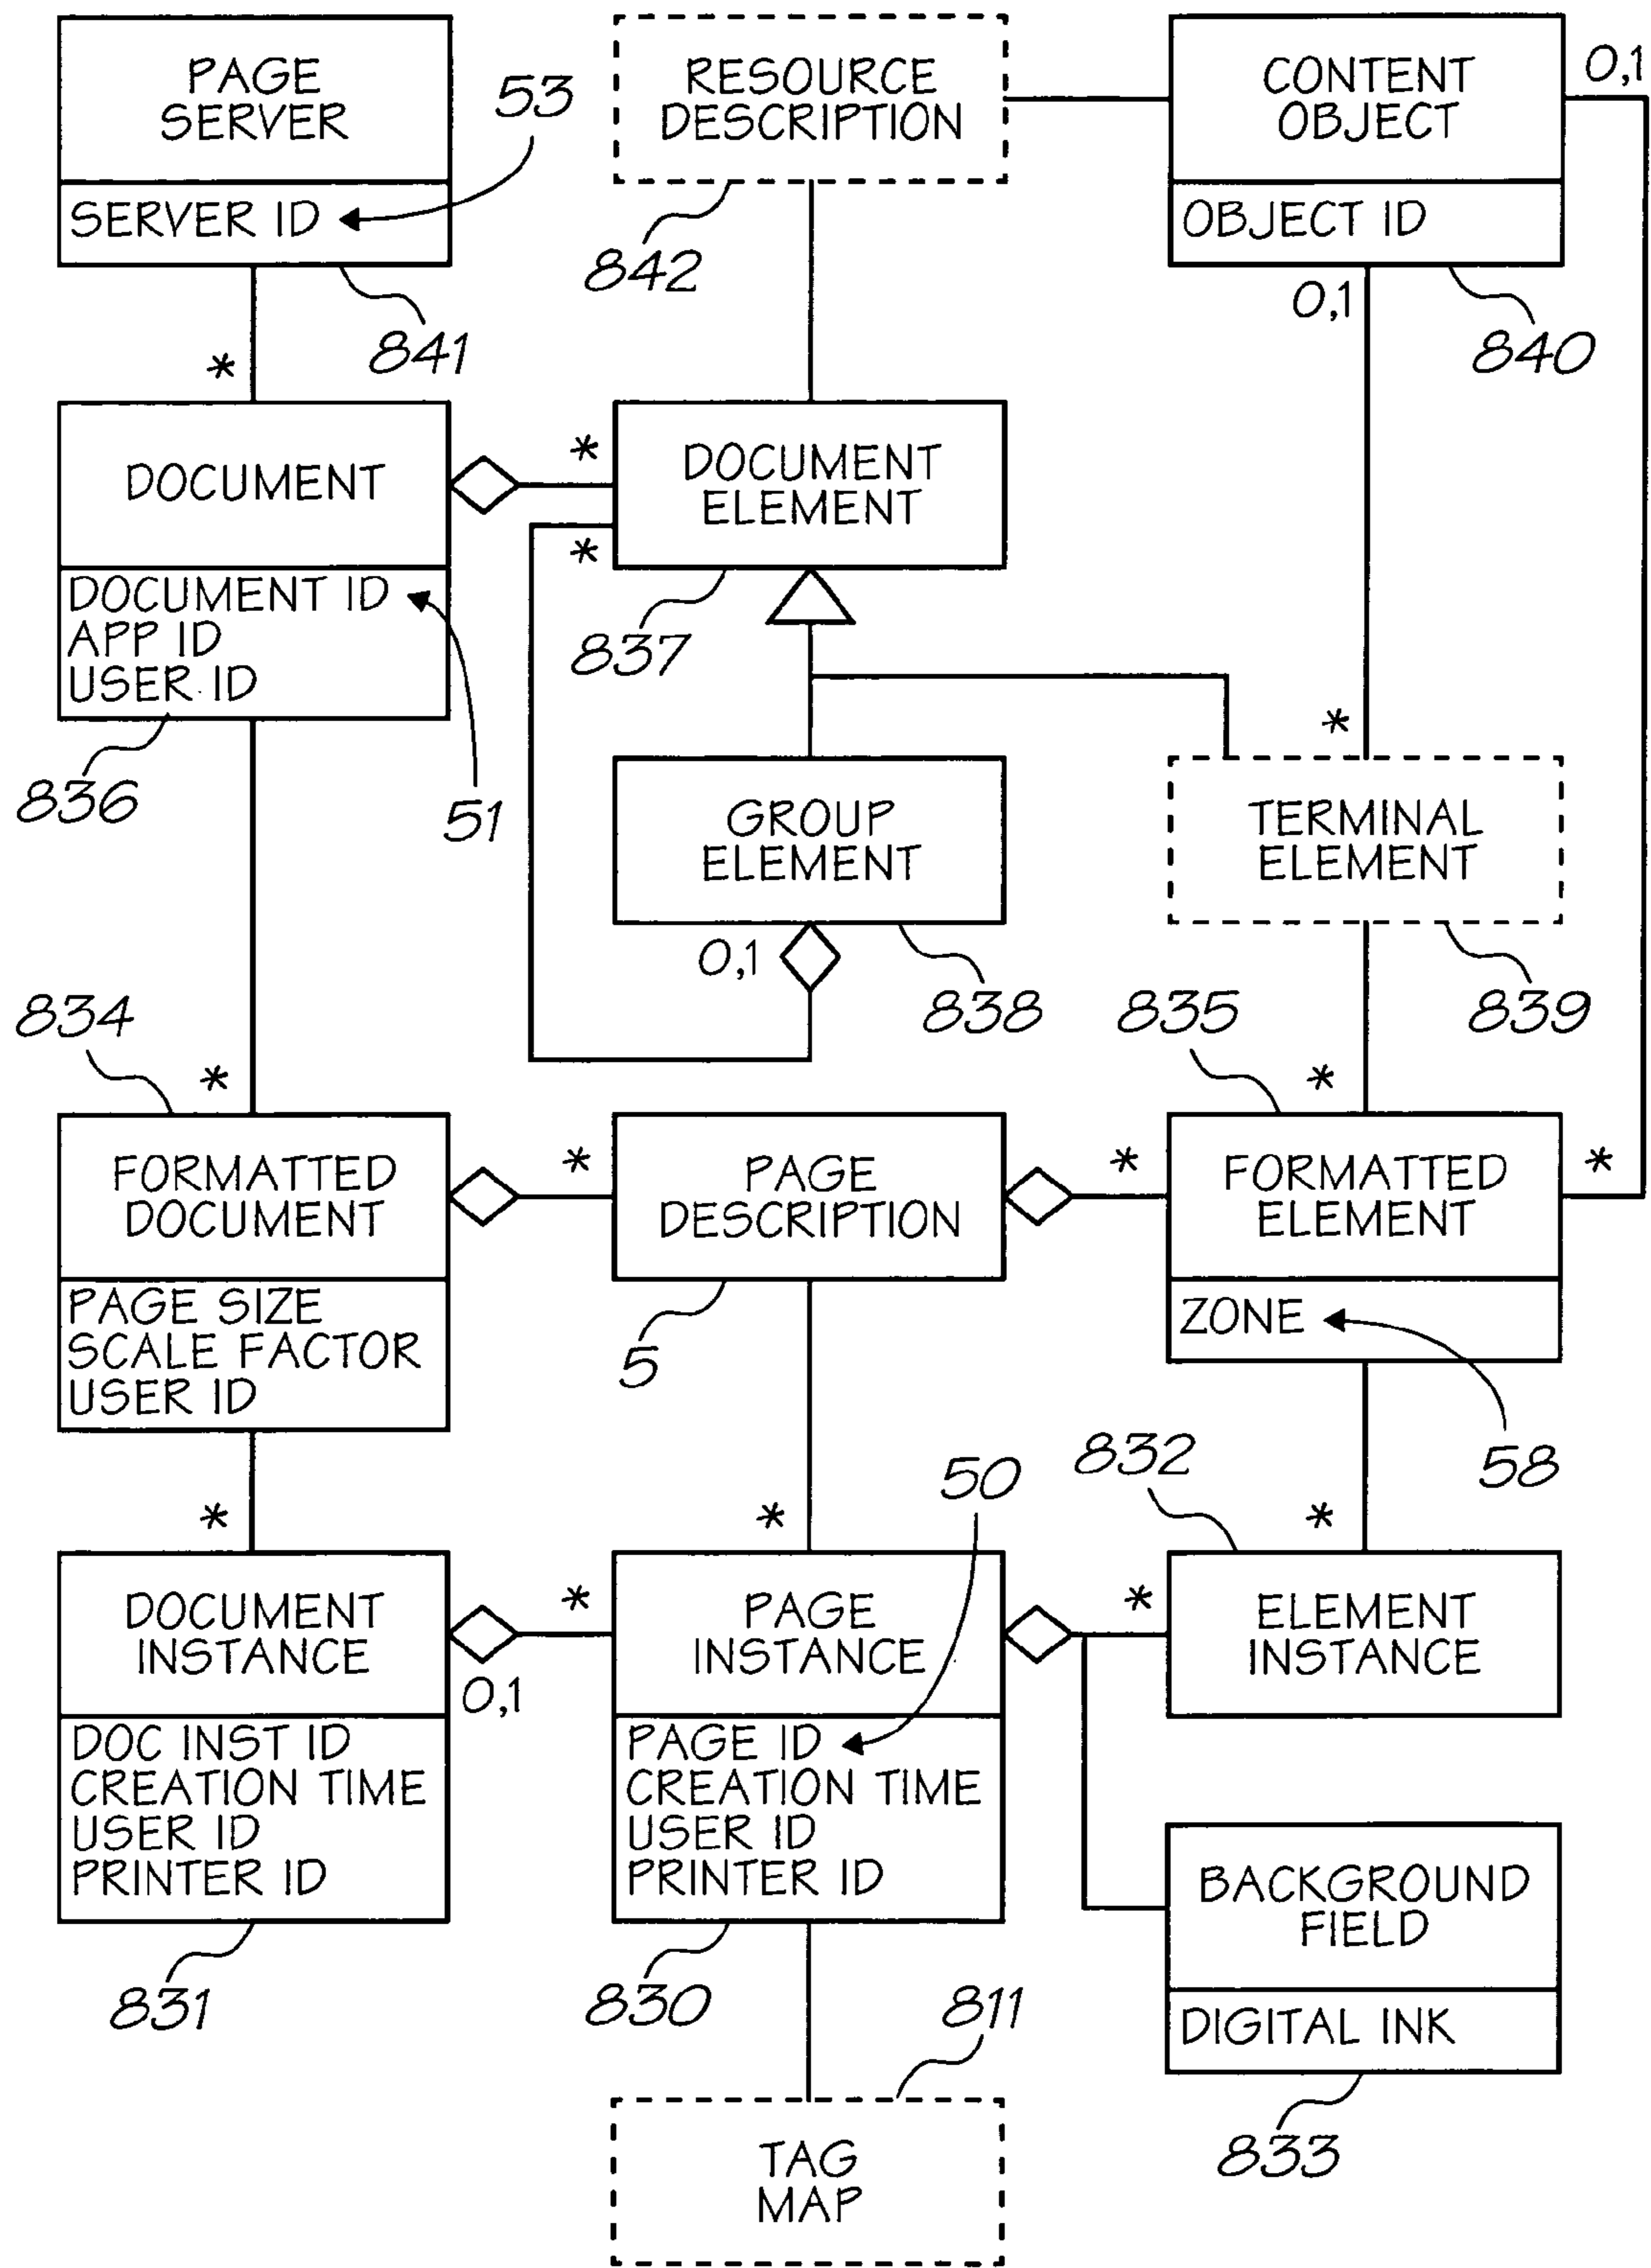 PAGE
SERVER
SERVER ID
53
841
RESOURCE
DESCRIPTION
842
CONTENT
OBJECT
OBJECT ID
0,1
0,1
840
*
DOCUMENT
DOCUMENT ID
APP ID
USER ID
836
51
*
*
DOCUMENT
ELEMENT
837
GROUP
ELEMENT
0,1
838
*
TERMINAL
ELEMENT
839
834
*
FORMATTED
DOCUMENT
PAGE SIZE
SCALE FACTOR
USER ID
*
PAGE
DESCRIPTION
5
835
*
*
FORMATTED
ELEMENT
*
ZONE
58
*
DOCUMENT
INSTANCE
DOC INST ID
CREATION TIME
USER ID
PRINTER ID
831
*
0,1
*
50
PAGE
INSTANCE
PAGE ID
CREATION TIME
USER ID
PRINTER ID
830
832
*
*
ELEMENT
INSTANCE
BACKGROUND
FIELD
DIGITAL INK
833
811
TAG
MAP